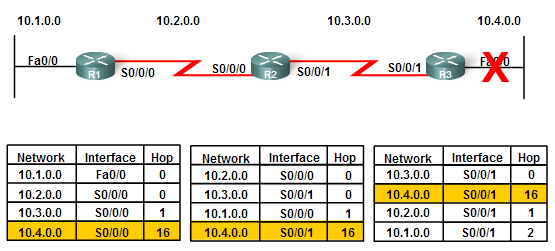 10.1.0.0 10.2.0.0 10.3.0.0 10.4.0.0
Fa0/0 R1 S0/0/0 S0/0/0 R2 S0/0/1 S0/0/1 R3 Fa0/0
X
Network Interface Hop
10.1.0.0 Fa0/0 0
10.2.0.0 S0/0/0 0
10.3.0.0 S0/0/0 1
10.4.0.0 S0/0/0 16
Network Interface Hop
10.2.0.0 S0/0/0 0
10.3.0.0 S0/0/1 0
10.1.0.0 S0/0/0 1
10.4.0.0 S0/0/1 16
Network Interface Hop
10.3.0.0 S0/0/1 0
10.4.0.0 S0/0/1 16
10.2.0.0 S0/0/1 1
10.1.0.0 S0/0/1 2